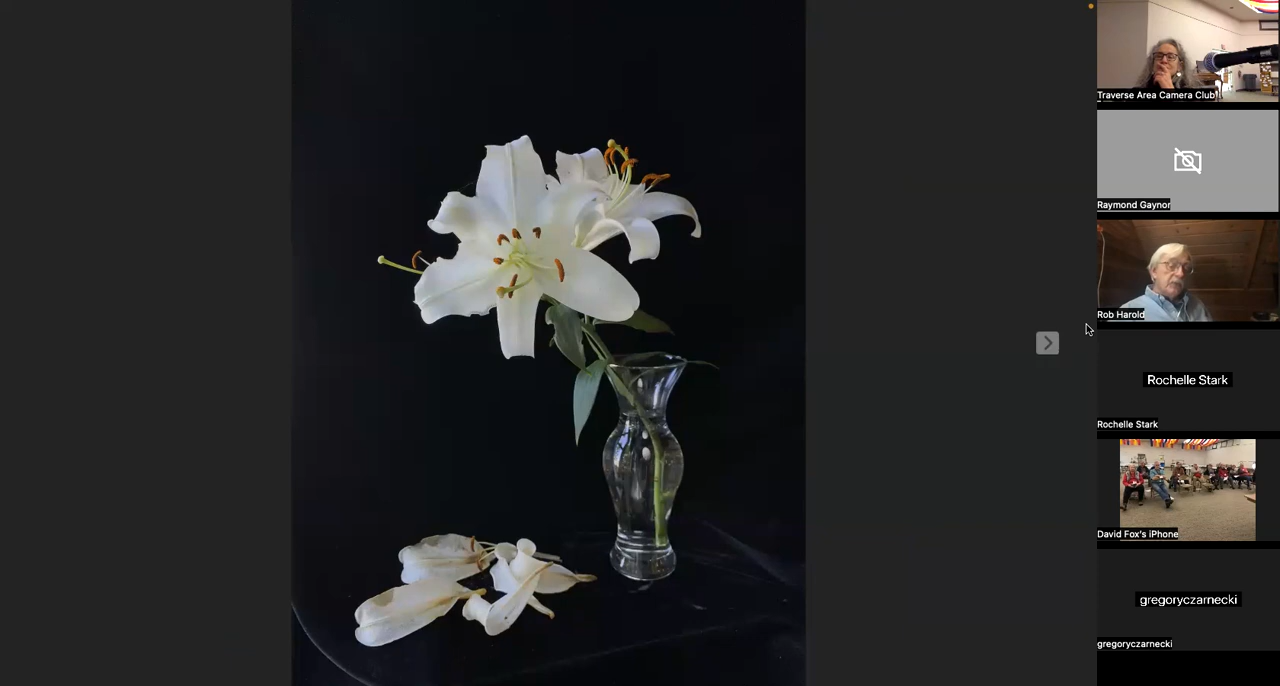 Traverse Area Camera Club
Raymond Gaynor
Rob Harold
Rochelle Stark
Rochelle Stark
David Fox's iPhone
gregoryczarnecki
gregoryczarnecki